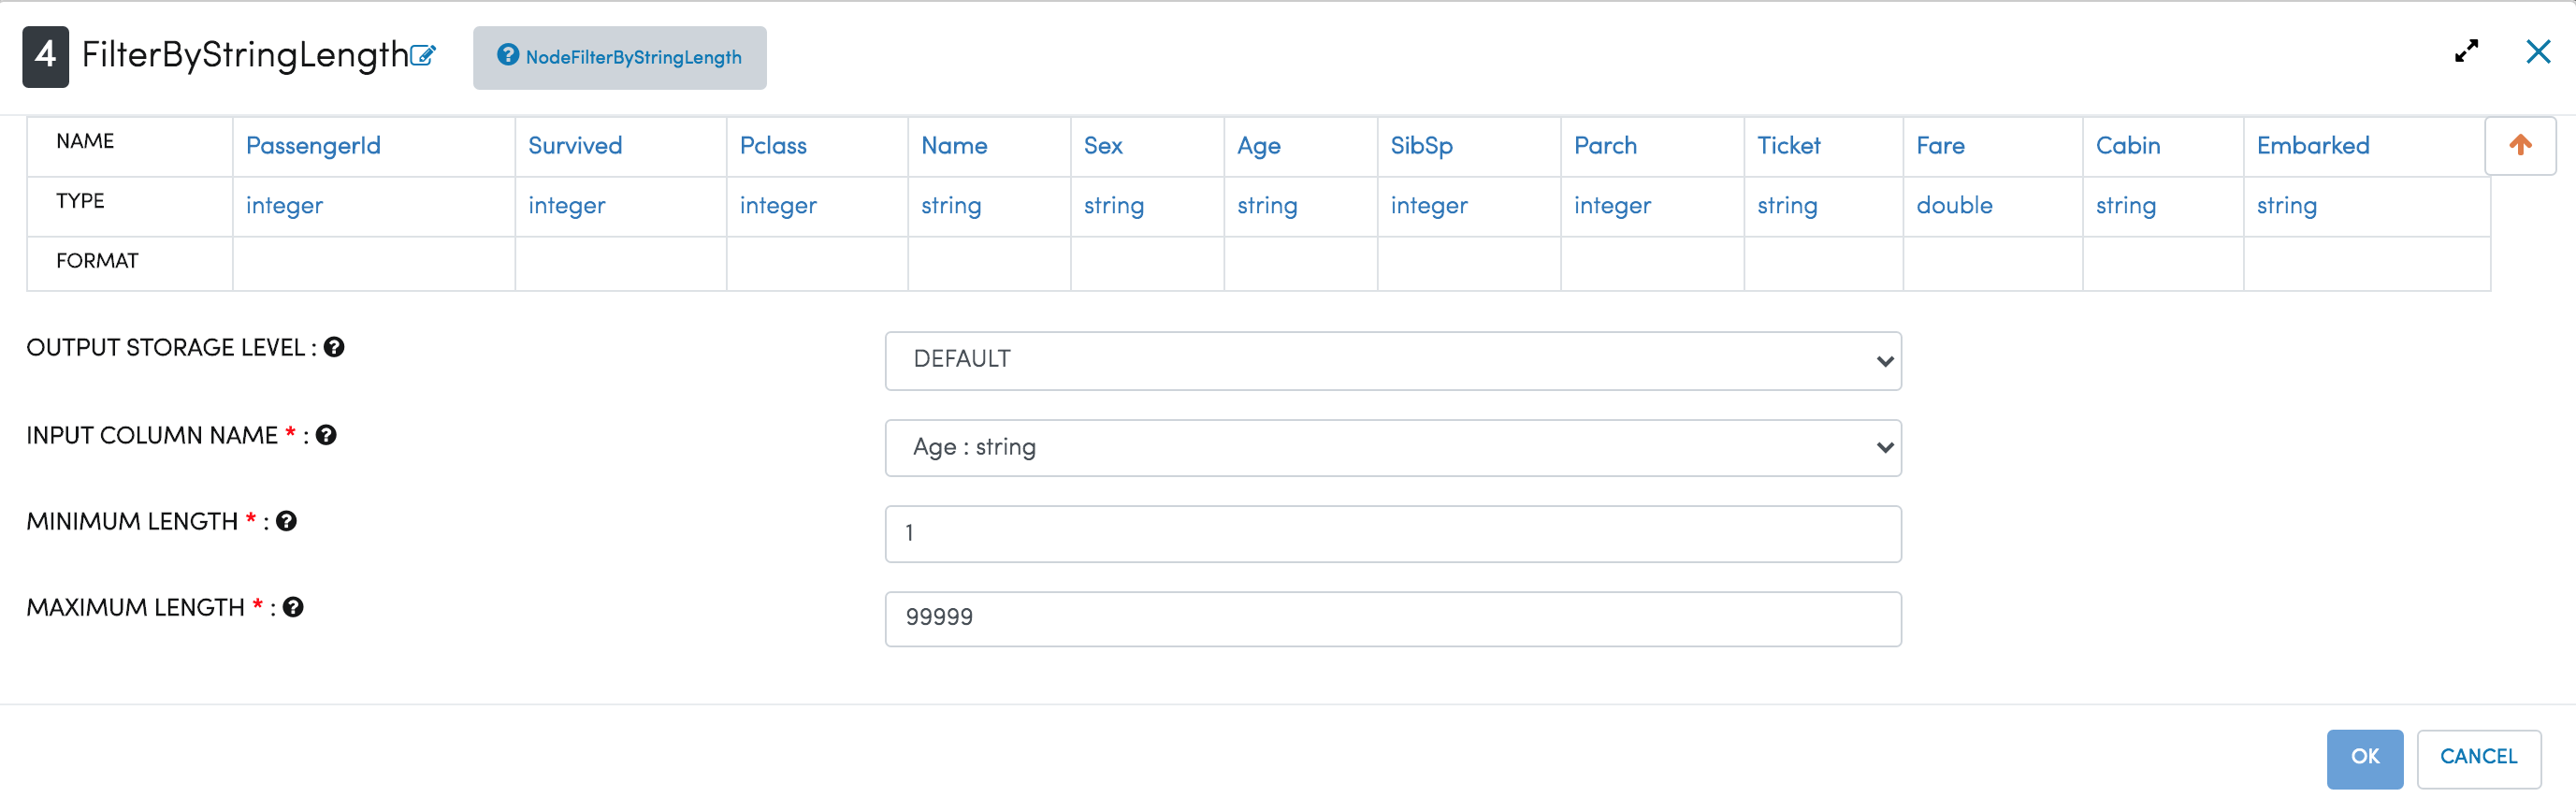 4 FilterByStringLength ? NodeFilterByStringLength
NAME PassengerId Survived Pclass Name Sex Age SibSp Parch Ticket Fare Cabin Embarked
TYPE integer integer integer string string string integer integer string double string string
FORMAT
OUTPUT STORAGE LEVEL : ? DEFAULT
INPUT COLUMN NAME * : ? Age : string
MINIMUM LENGTH * : ? 1
MAXIMUM LENGTH * : ? 99999
OK CANCEL